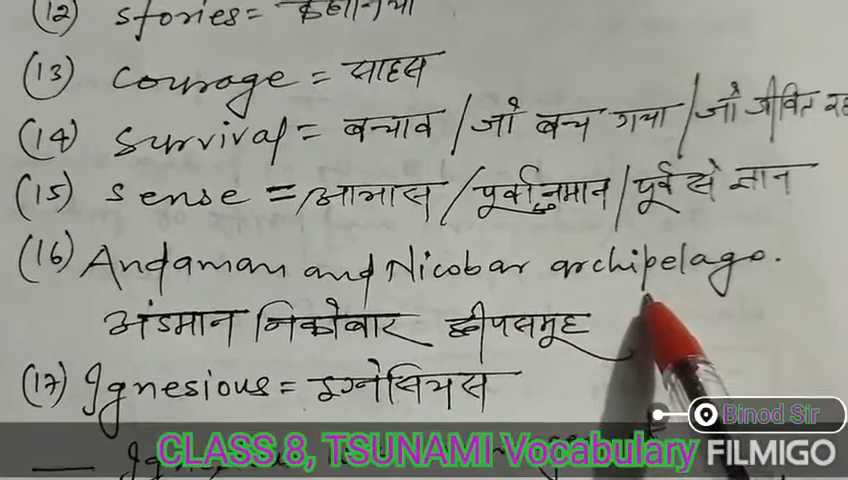 (12) stories = कहानियाँ
(13) courage = साहस
(14) survival = बचाव / जो बच गया / जो जीवित
(15) sense = आभास / पूर्वानुमान / पूर्व से ज्ञान
(16) Andaman and Nicobar archipelago.
अंडमान निकोबार द्वीपसमूह
(17) Ignesious = इग्नेसियस
Binod Sir
CLASS 8, TSUNAMI Vocabulary
FILMIGO